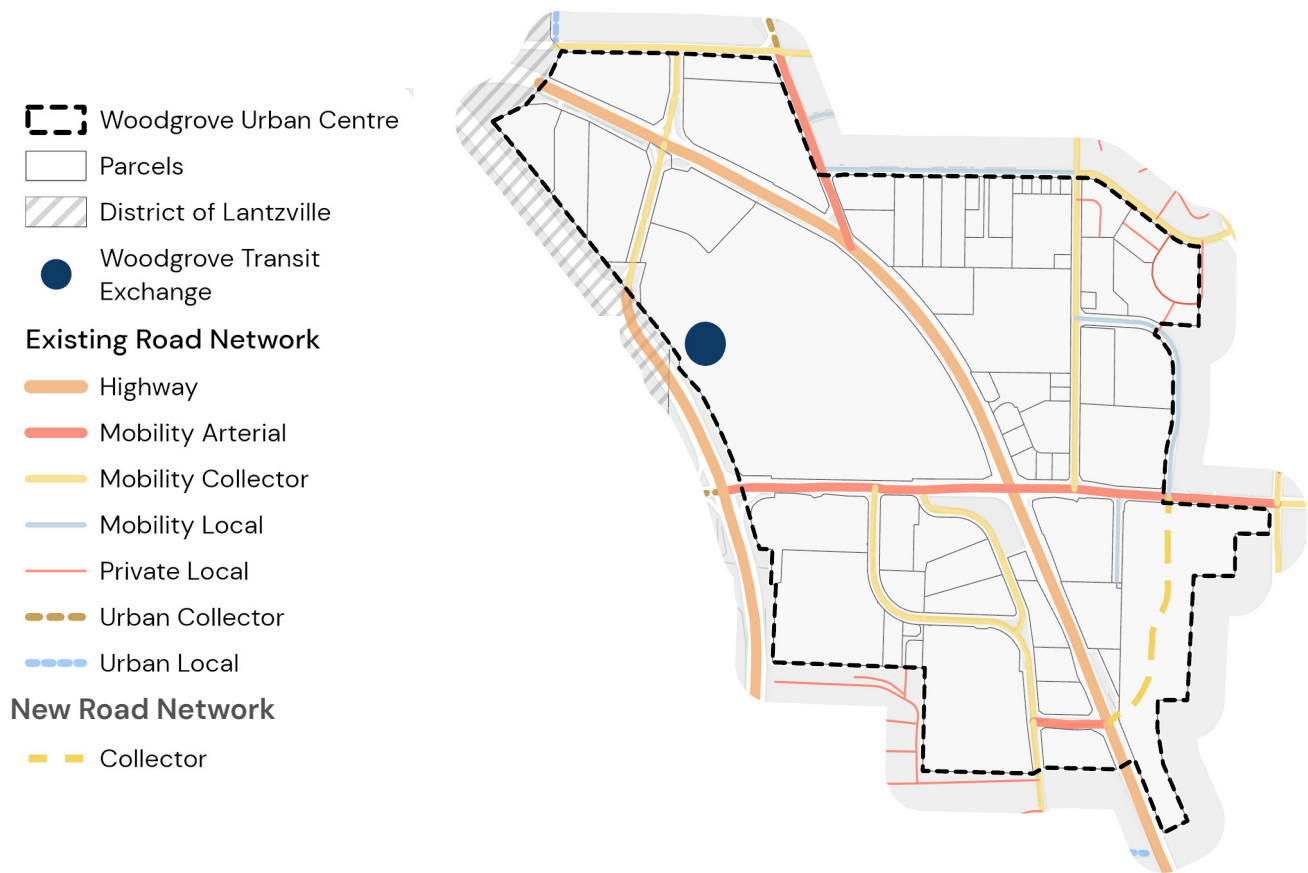 Woodgrove Urban Centre
Parcels
District of Lantzville
Woodgrove Transit
Exchange
Existing Road Network
Highway
Mobility Arterial
Mobility Collector
Mobility Local
Private Local
Urban Collector
Urban Local
New Road Network
Collector